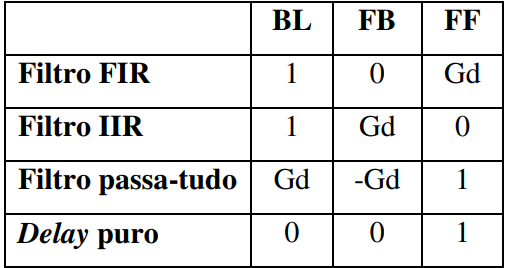 BL FB FF
Filtro FIR 1 0 Gd
Filtro IIR 1 Gd 0
Filtro passa-tudo Gd -Gd 1
Delay puro 0 0 1